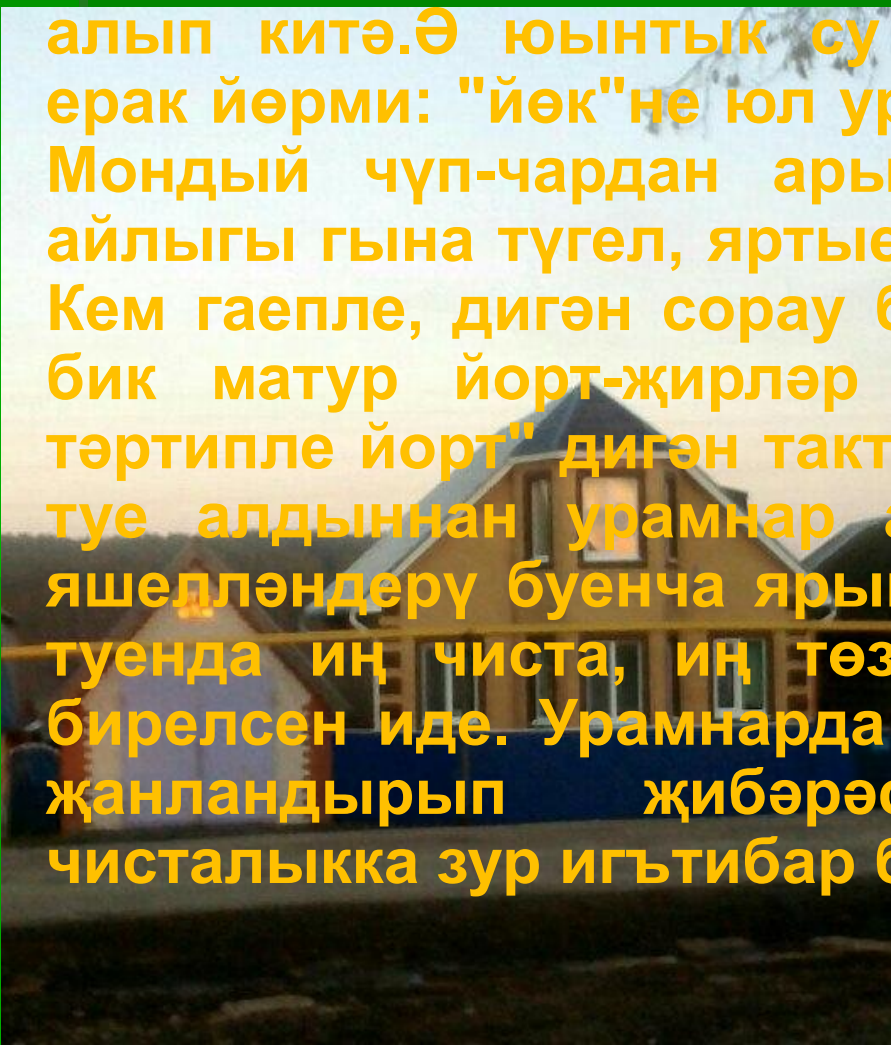 алып китә.Ә юынтык су
ерак йөрми: "йөк"не юл ур
Мондый чүп-чардан ары
айлыгы гына түгел, яртые
Кем гаепле, дигән сорау б
бик матур йорт-җирләр
тәртипле йорт" дигән такт
туе алдыннан урамнар
яшелләндерү буенча яры
туенда иң чиста, иң төз
бирелсен иде. Урамнарда
җанландырып җибәрәс
чисталыкка зур игътибар б